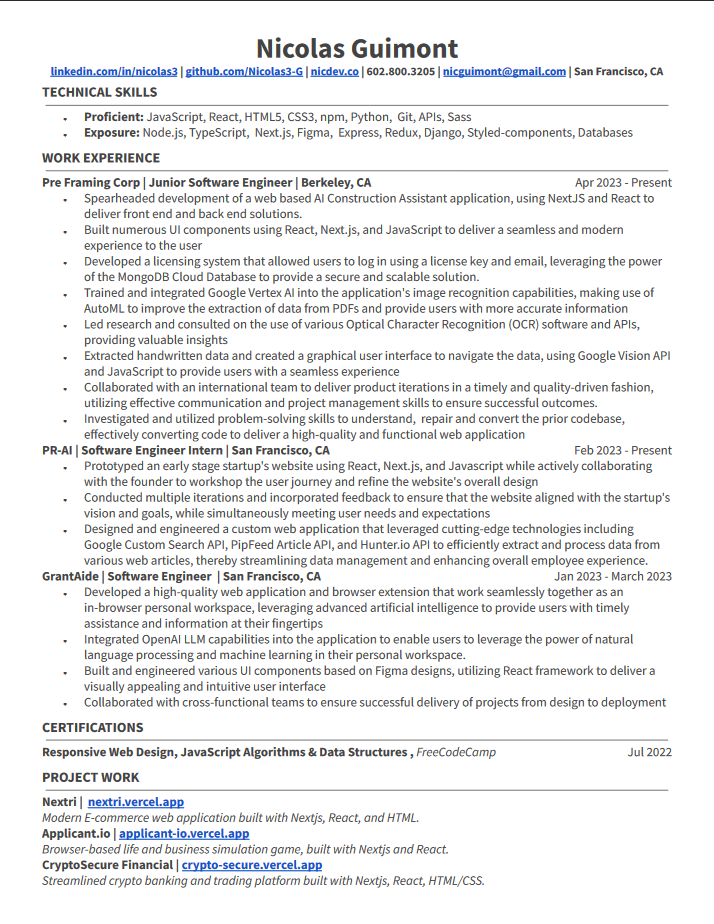 Nicolas Guimont
linkedin.com/in/nicolas3 | github.com/Nicolas3-G | nicdev.co | 602.800.3205 | nicguimont@gmail.com | San Francisco, CA
TECHNICAL SKILLS
Proficient: JavaScript, React, HTML5, CSS3, npm, Python, Git, APIs, Sass
Exposure: Node.js, TypeScript, Next.js, Figma, Express, Redux, Django, Styled-components, Databases
WORK EXPERIENCE
Pre Framing Corp | Junior Software Engineer | Berkeley, CA Apr 2023 - Present
Spearheaded development of a web based AI Construction Assistant application, using NextJS and React to
deliver front end and back end solutions.
Built numerous UI components using React, Next.js, and JavaScript to deliver a seamless and modern
experience to the user
Developed a licensing system that allowed users to log in using a license key and email, leveraging the power
of the MongoDB Cloud Database to provide a secure and scalable solution.
Trained and integrated Google Vertex AI into the application's image recognition capabilities, making use of
AutoML to improve the extraction of data from PDFs and provide users with more accurate information
Led research and consulted on the use of various Optical Character Recognition (OCR) software and APIs,
providing valuable insights
Extracted handwritten data and created a graphical user interface to navigate the data, using Google Vision API
and JavaScript to provide users with a seamless experience
Collaborated with an international team to deliver product iterations in a timely and quality-driven fashion,
utilizing effective communication and project management skills to ensure successful outcomes.
Investigated and utilized problem-solving skills to understand, repair and convert the prior codebase,
effectively converting code to deliver a high-quality and functional web application
PR-AI | Software Engineer Intern | San Francisco, CA Feb 2023 - Present
Prototyped an early stage startup's website using React, Next.js, and Javascript while actively collaborating
with the founder to workshop the user journey and refine the website's overall design
Conducted multiple iterations and incorporated feedback to ensure that the website aligned with the startup's
vision and goals, while simultaneously meeting user needs and expectations
Designed and engineered a custom web application that leveraged cutting-edge technologies including
Google Custom Search API, PipFeed Article API, and Hunter.io API to efficiently extract and process data from
various web articles, thereby streamlining data management and enhancing overall employee experience.
GrantAide | Software Engineer | San Francisco, CA Jan 2023 - March 2023
Developed a high-quality web application and browser extension that work seamlessly together as an
in-browser personal workspace, leveraging advanced artificial intelligence to provide users with timely
assistance and information at their fingertips
Integrated OpenAI LLM capabilities into the application to enable users to leverage the power of natural
language processing and machine learning in their personal workspace.
Built and engineered various UI components based on Figma designs, utilizing React framework to deliver a
visually appealing and intuitive user interface
Collaborated with cross-functional teams to ensure successful delivery of projects from design to deployment
CERTIFICATIONS
Responsive Web Design, JavaScript Algorithms & Data Structures , FreeCodeCamp Jul 2022
PROJECT WORK
Nextri | nextri.vercel.app
Modern E-commerce web application built with Nextjs, React, and HTML.
Applicant.io | applicant-io.vercel.app
Browser-based life and business simulation game, built with Nextjs and React.
CryptoSecure Financial | crypto-secure.vercel.app
Streamlined crypto banking and trading platform built with Nextjs, React, HTML/CSS.